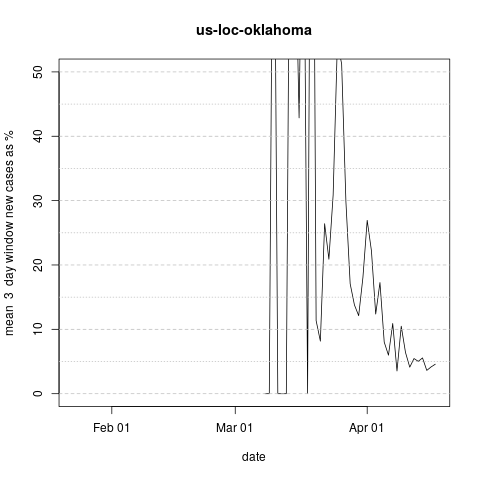 us-loc-oklahoma
mean 3 day window new cases as %
50
40
30
20
10
0
Feb 01
Mar 01
Apr 01
date